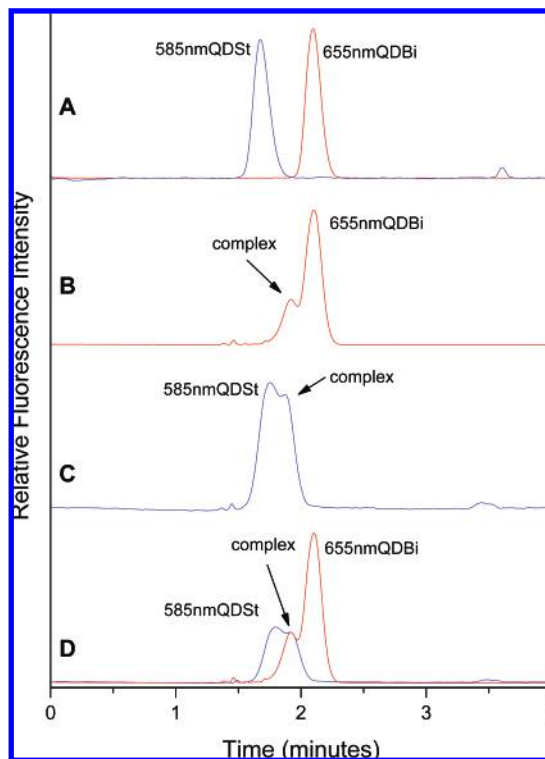 585nmQDSt
655nmQDBi
A
655nmQDBi
complex
B
585nmQDSt
complex
C
complex
655nmQDBi
585nmQDSt
D
Relative Fluorescence Intensity
0 1 2 3
Time (minutes)